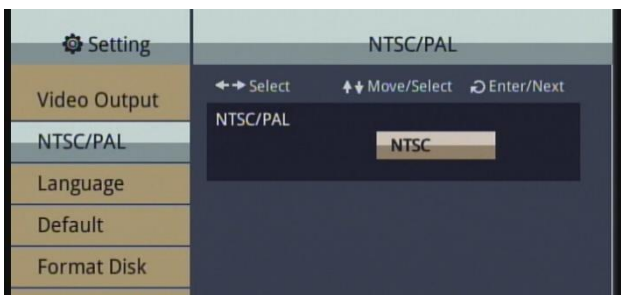 Setting
NTSC/PAL
Video Output
NTSC/PAL
Language
Default
Format Disk
Select Move/Select Enter/Next
NTSC/PAL
NTSC